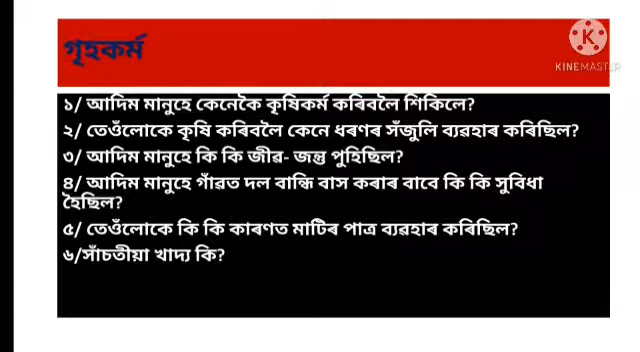 গৃহকৰ্ম
KINEMASTER
১/ আদিম মানুহে কেনেকৈ কৃষিকৰ্ম কৰিবলৈ শিকিলে?
২/ তেওঁলোকে কৃষি কৰিবলৈ কেনে ধৰণৰ সঁজুলি ব্যৱহাৰ কৰিছিল?
৩/ আদিম মানুহে কি কি জীৱ- জন্তু পুহিছিল?
৪/ আদিম মানুহে গাঁৱত দল বান্ধি বাস কৰাৰ বাবে কি কি সুবিধা
হৈছিল?
৫/ তেওঁলোকে কি কি কাৰণত মাটিৰ পাত্ৰ ব্যৱহাৰ কৰিছিল?
৬/সাঁচতীয়া খাদ্য কি?